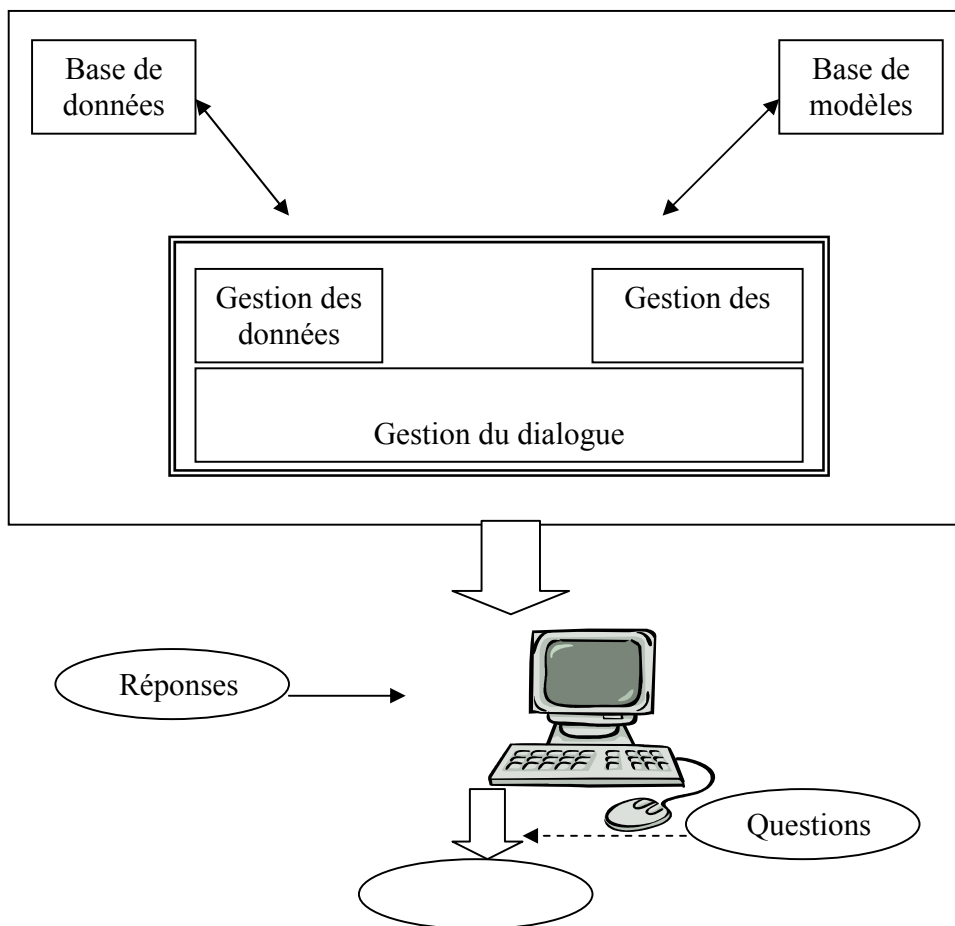 Base de
données
Base de
modèles
Gestion des
données
Gestion des
Gestion du dialogue
Réponses
Questions